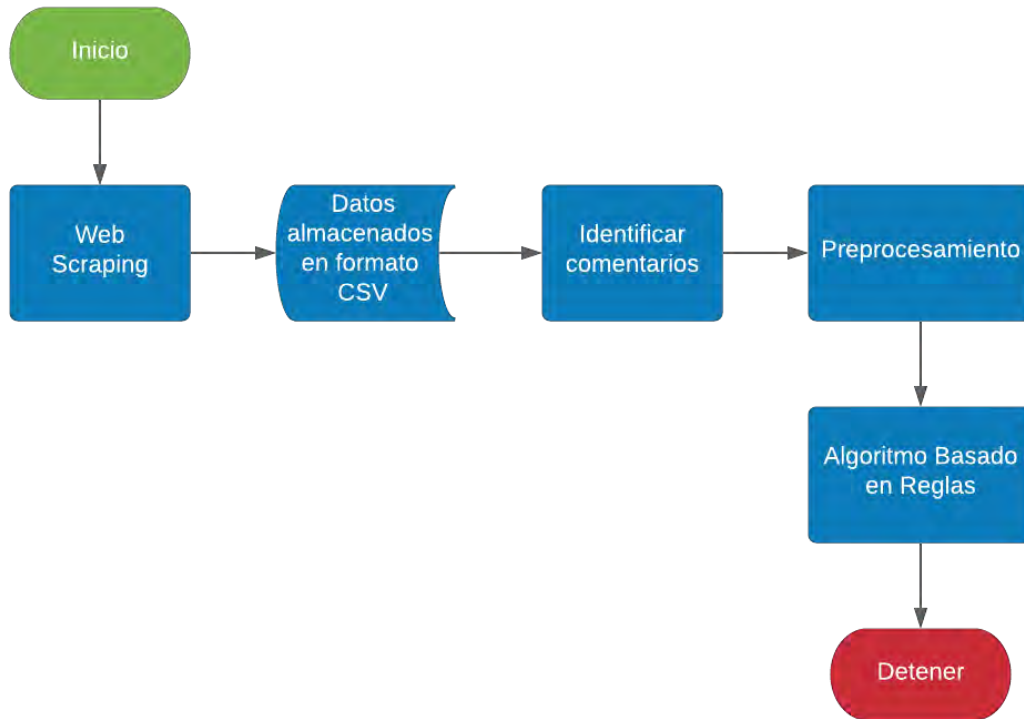 Inicio
Web
Scraping
Datos
almacenados
en formato
CSV
Identificar
comentarios
Preprocesamiento
Algoritmo Basado
en Reglas
Detener